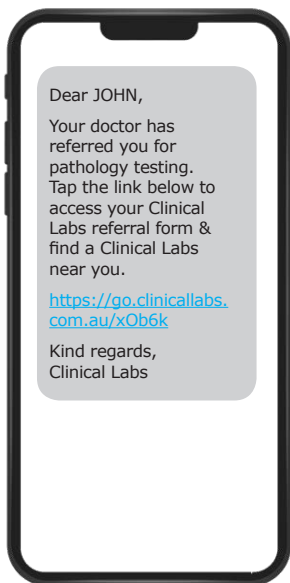 Dear JOHN,
Your doctor has
referred you for
pathology testing.
Tap the link below to
access your Clinical
Labs referral form &
find a Clinical Labs
near you.
https://go.clinicallabs.
com.au/xOb6k
Kind regards,
Clinical Labs